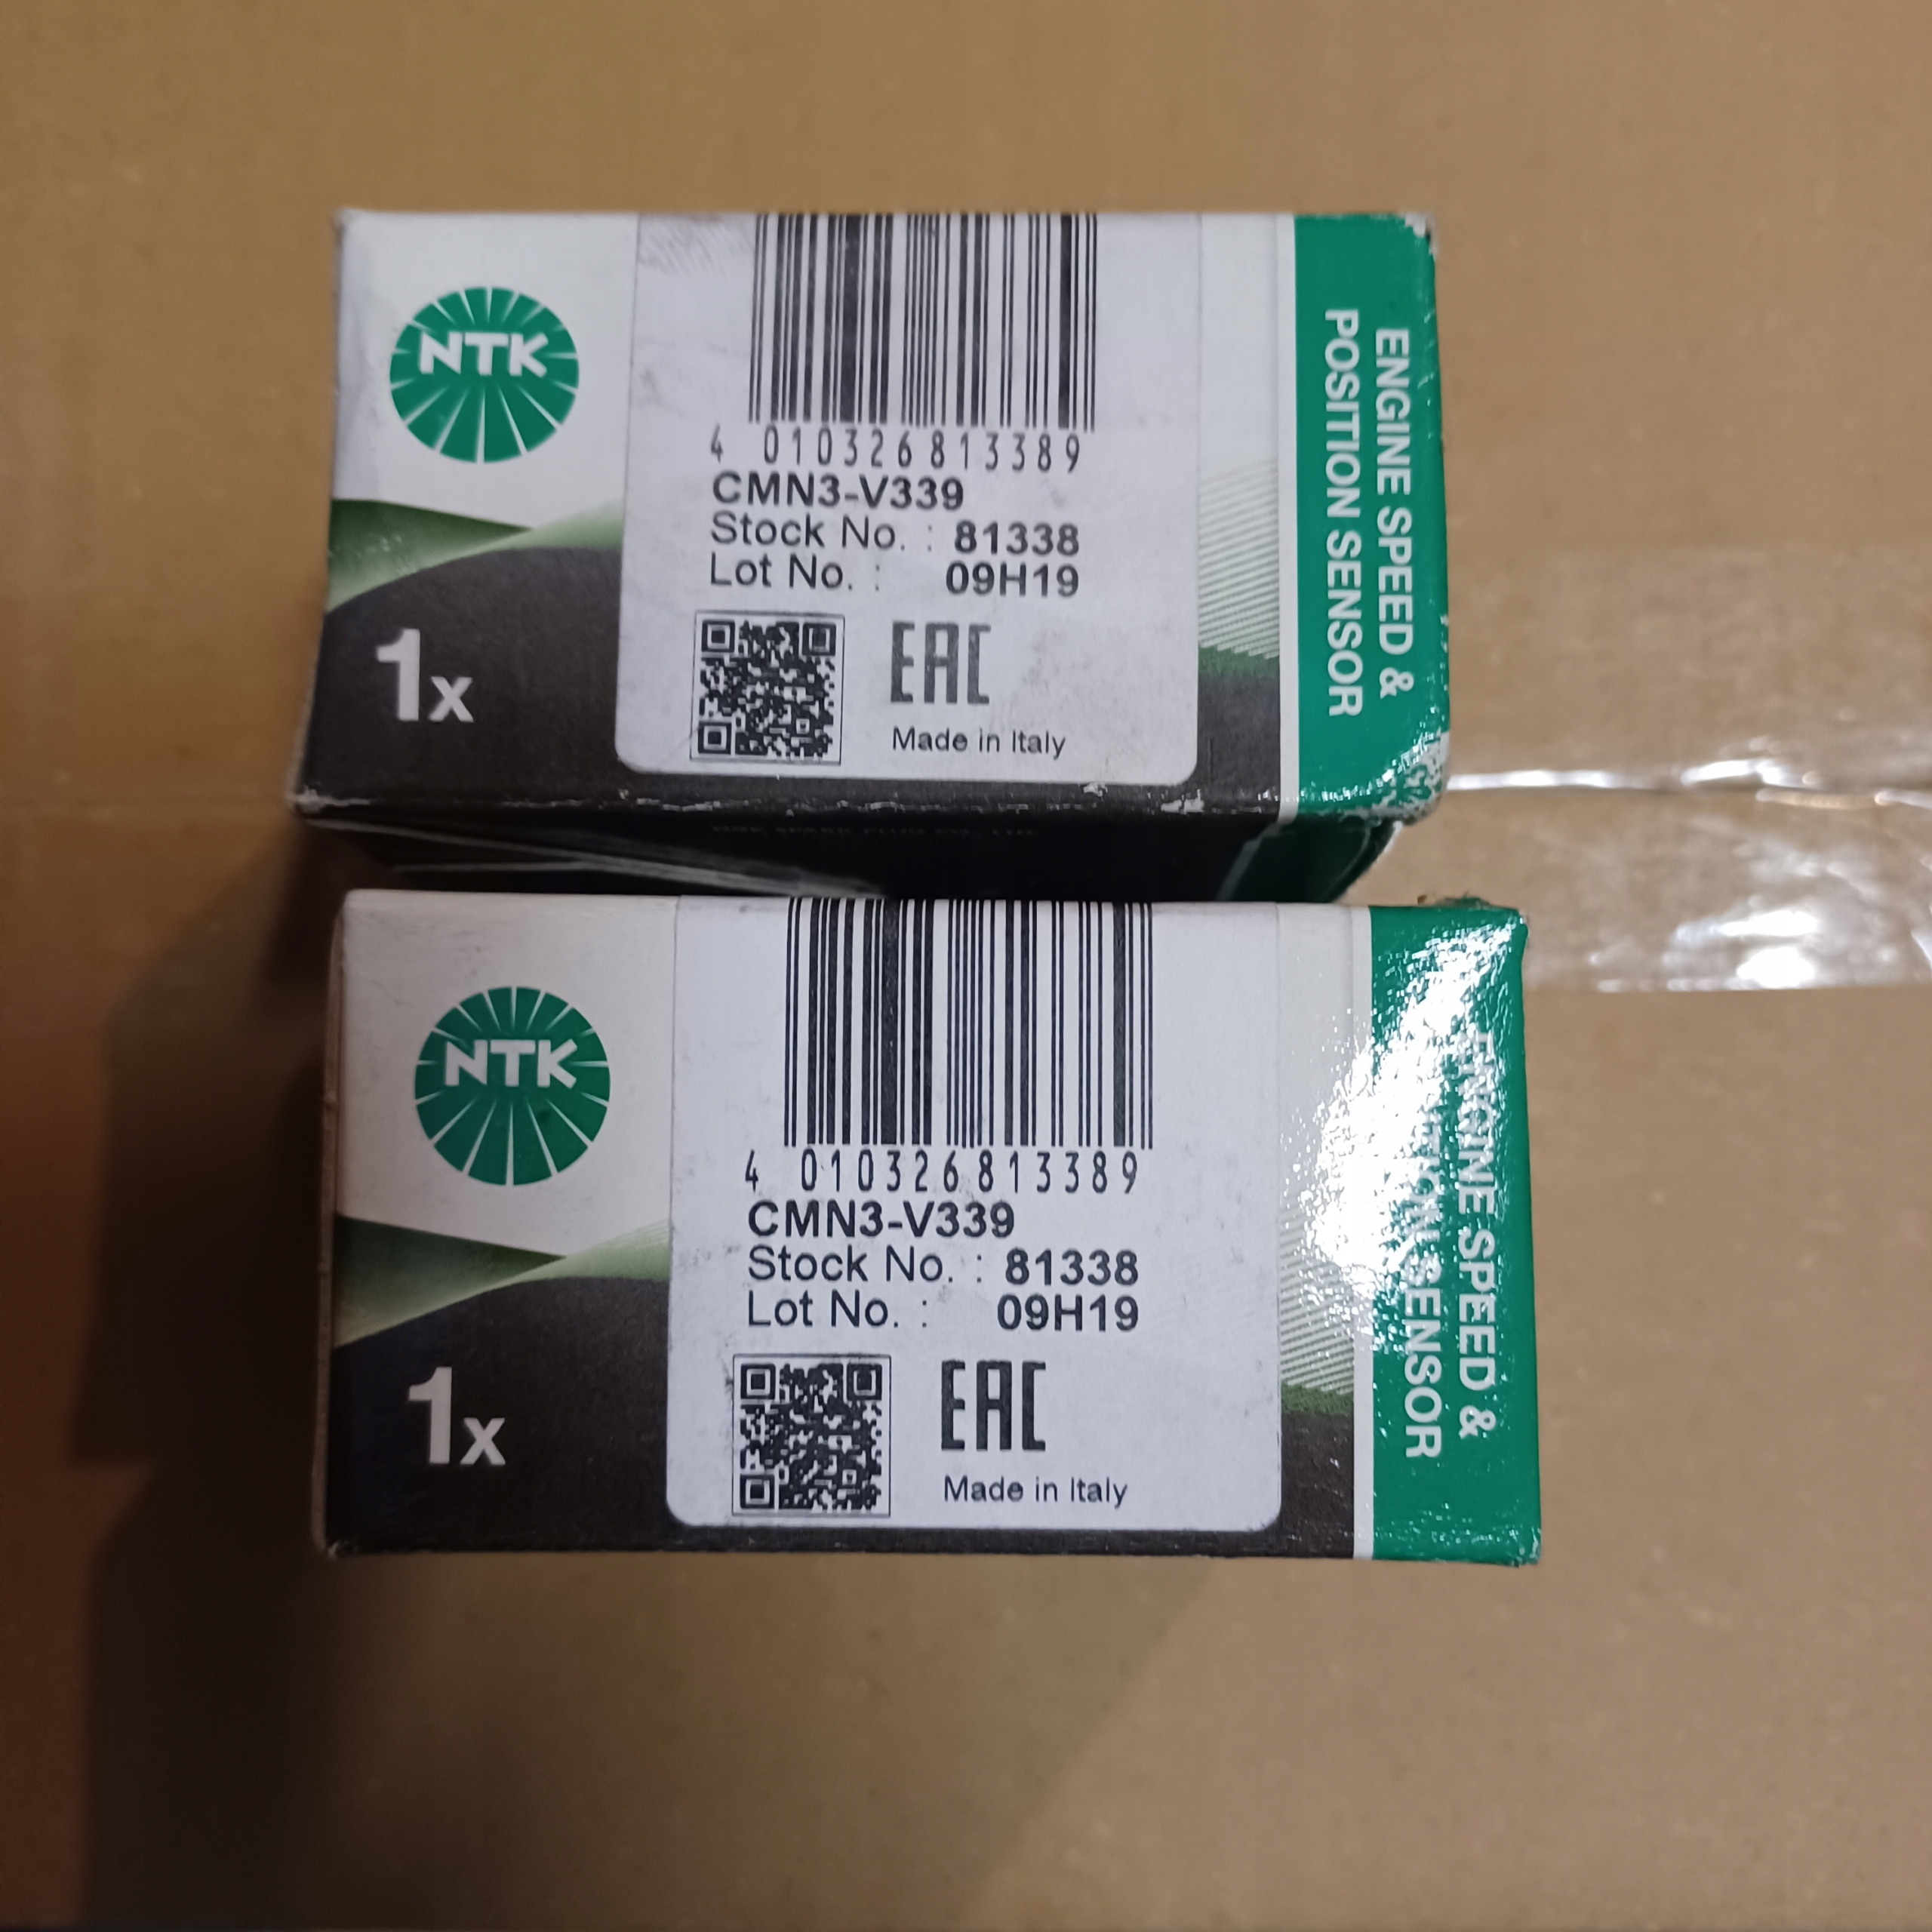 NTK
4 010326 813389
CMN3-V339
Stock No. : 81338
Lot No. : 09H19
EAC
Made in Italy
1x
ENGINE SPEED &
POSITION SENSOR
NTK
4 010326 813389
CMN3-V339
Stock No. : 81338
Lot No. : 09H19
EAC
Made in Italy
1x
ENGINE SPEED &
SENSOR